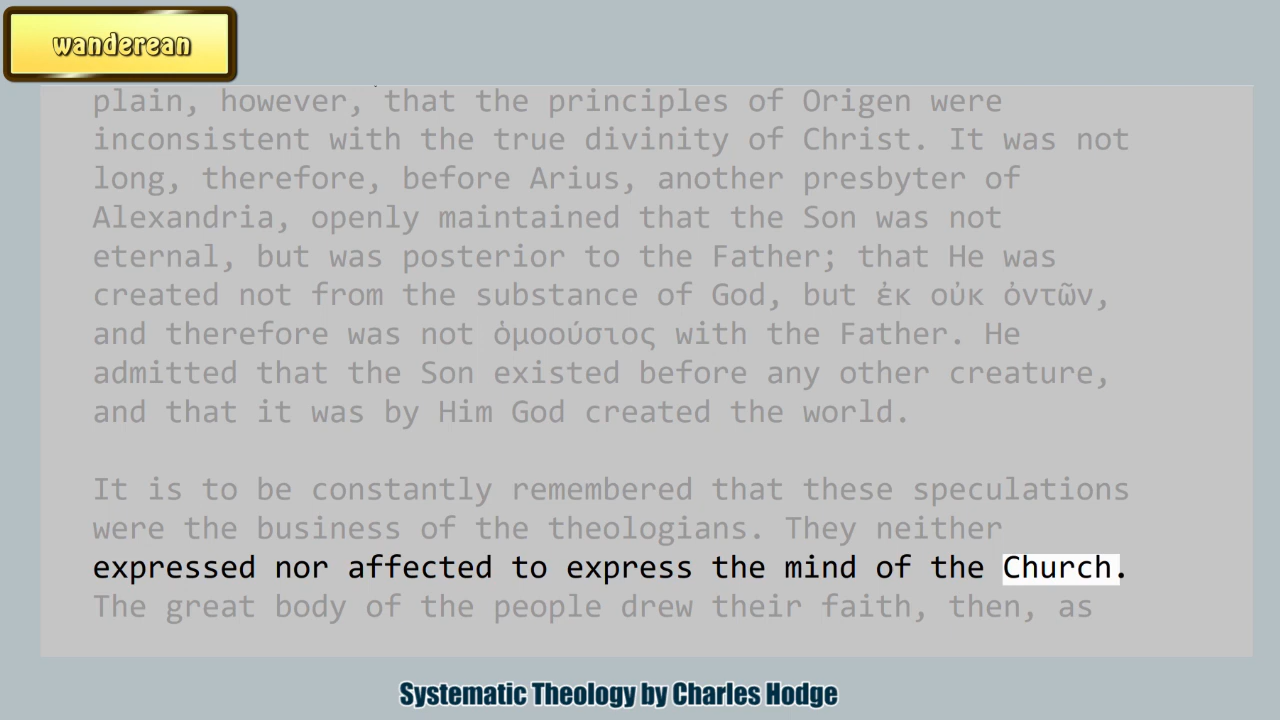 wanderean
plain, however, that the principles of Origen were
inconsistent with the true divinity of Christ. It was not
long, therefore, before Arius, another presbyter of
Alexandria, openly maintained that the Son was not
eternal, but was posterior to the Father; that He was
created not from the substance of God, but ἐκ οὐκ ὀντῶν,
and therefore was not ὁμοούσιος with the Father. He
admitted that the Son existed before any other creature,
and that it was by Him God created the world.
It is to be constantly remembered that these speculations
were the business of the theologians. They neither
expressed nor affected to express the mind of the Church.
The great body of the people drew their faith, then, as
Systematic Theology by Charles Hodge